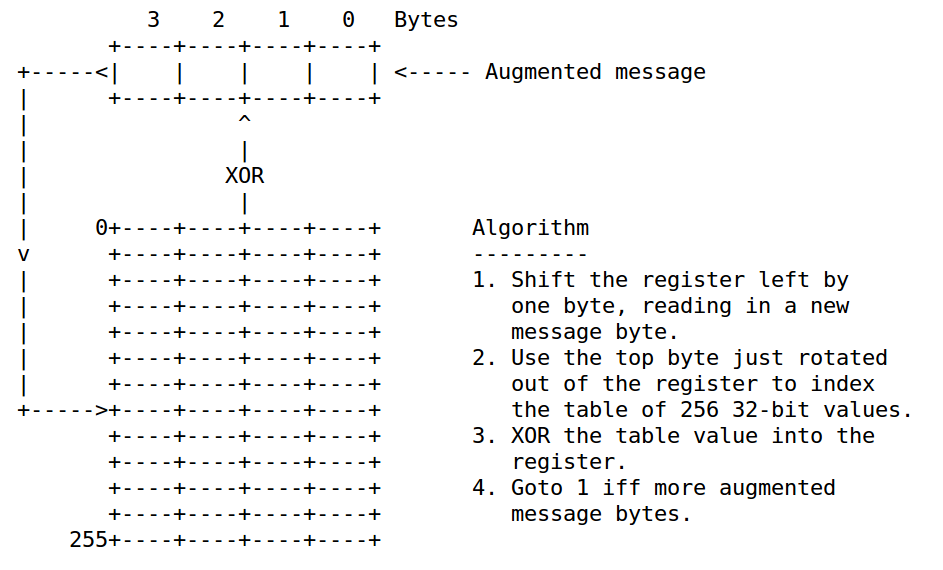 3    2    1    0   Bytes
       +----+----+----+----+
+-----<|    |    |    |    | <----- Augmented message
|      +----+----+----+----+
|                ^
|                |
|               XOR
|                |
|     0+----+----+----+----+       Algorithm
v      +----+----+----+----+       ---------
|      +----+----+----+----+       1. Shift the register left by
|      +----+----+----+----+          one byte, reading in a new
|      +----+----+----+----+          message byte.
|      +----+----+----+----+       2. Use the top byte just rotated
|      +----+----+----+----+          out of the register to index
+----->+----+----+----+----+          the table of 256 32-bit values.
       +----+----+----+----+       3. XOR the table value into the
       +----+----+----+----+          register.
       +----+----+----+----+       4. Goto 1 iff more augmented
       +----+----+----+----+          message bytes.
    255+----+----+----+----+